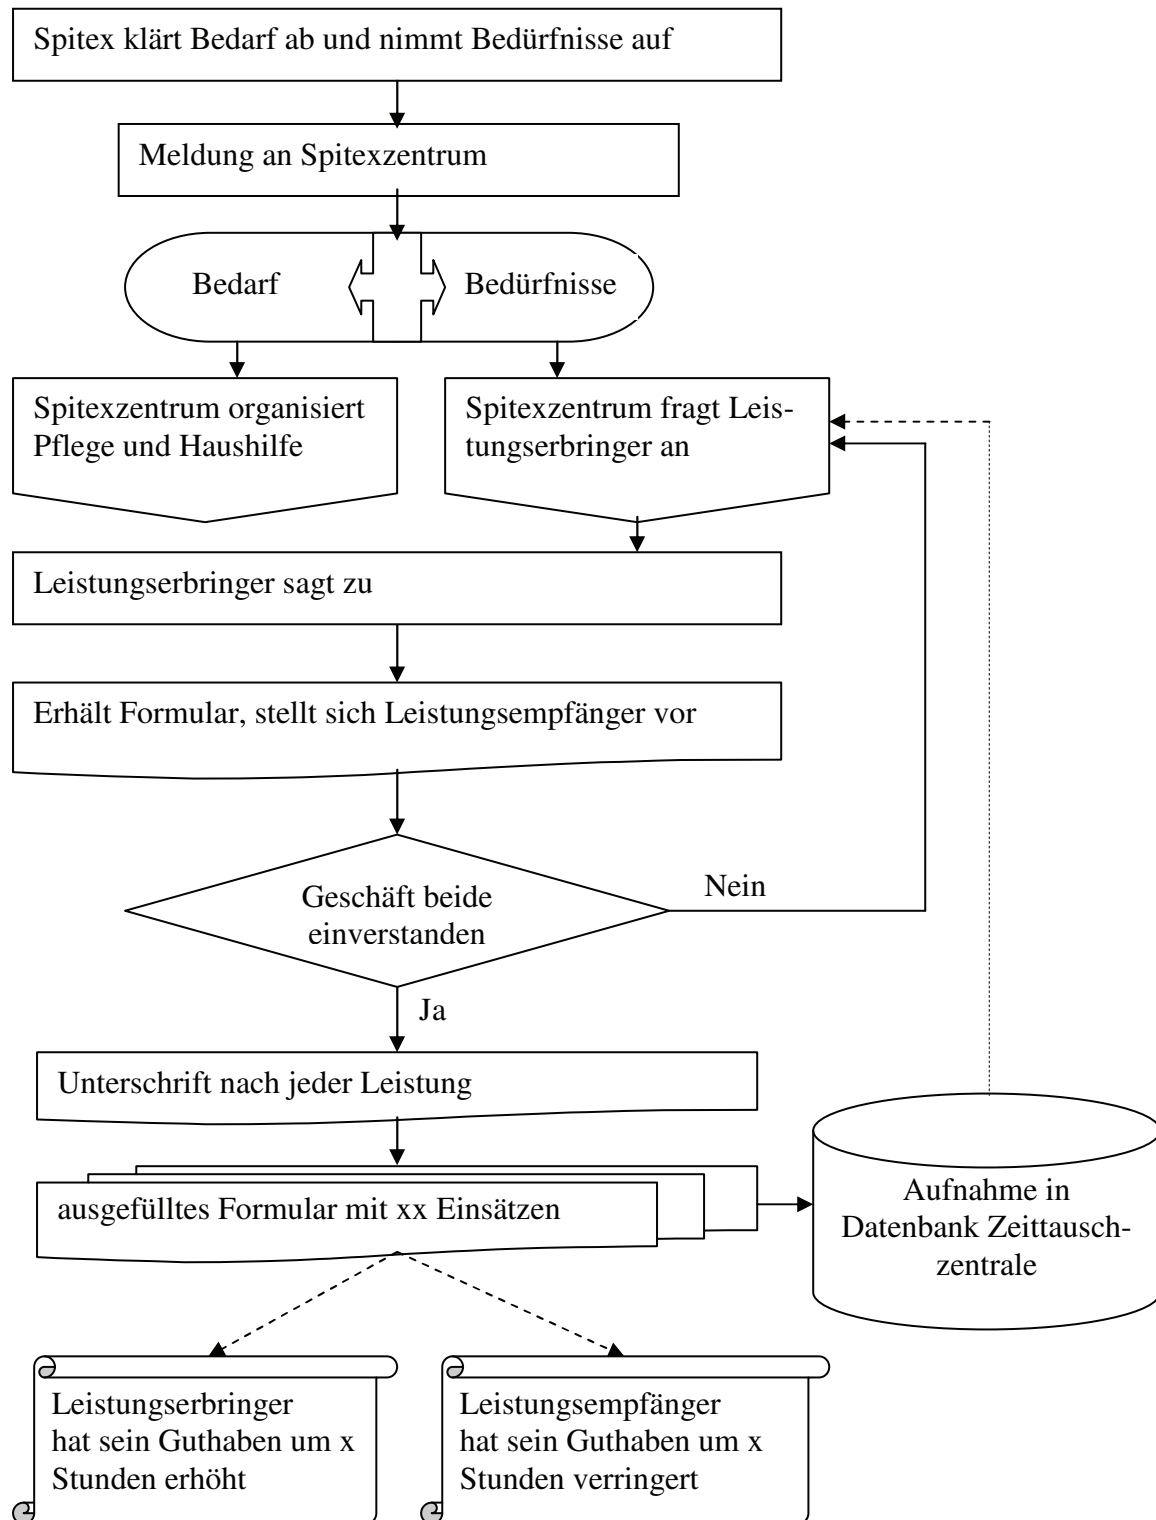 Spitex klärt Bedarf ab und nimmt Bedürfnisse auf
Meldung an Spitexzentrum
Bedarf
Bedürfnisse
Spitexzentrum organisiert
Pflege und Haushilfe
Spitexzentrum fragt Leis-
tungserbringer an
Leistungserbringer sagt zu
Erhält Formular, stellt sich Leistungsempfänger vor
Geschäft beide
einverstanden
Nein
Ja
Unterschrift nach jeder Leistung
ausgefülltes Formular mit xx Einsätzen
Aufnahme in
Datenbank Zeittausch-
zentrale
Leistungserbringer
hat sein Guthaben um x
Stunden erhöht
Leistungsempfänger
hat sein Guthaben um x
Stunden verringert